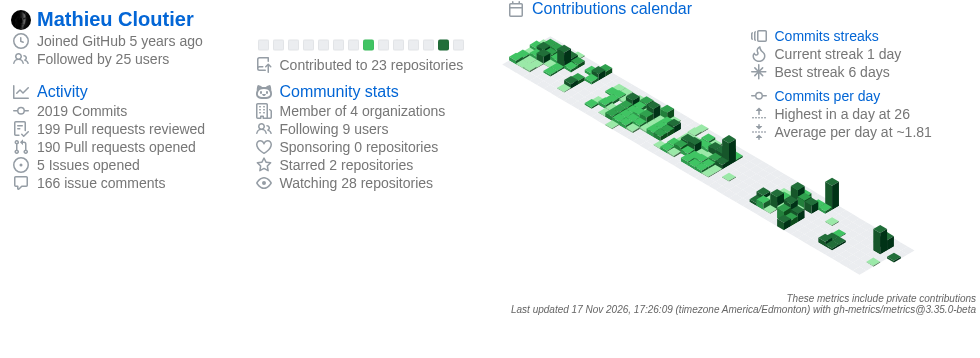 Mathieu Cloutier
Joined GitHub 5 years ago
Followed by 25 users
Contributed to 23 repositories
Activity
2019 Commits
199 Pull requests reviewed
190 Pull requests opened
5 Issues opened
166 issue comments
Community stats
Member of 4 organizations
Following 9 users
Sponsoring 0 repositories
Starred 2 repositories
Watching 28 repositories
Contributions calendar
Commits streaks
Current streak 1 day
Best streak 6 days
Commits per day
Highest in a day at 26
Average per day at ~1.81
These metrics include private contributions
Last updated 17 Nov 2026, 17:26:09 (timezone America/Edmonton) with gh-metrics/metrics@3.35.0-beta